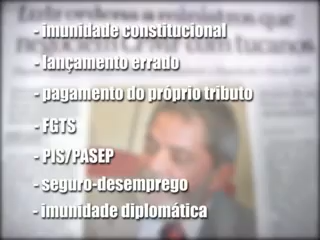 - imunidade constitucional
- lançamento errado
- pagamento do próprio tributo
- FGTS
- PIS/PASEP
- seguro-desemprego
- imunidade diplomática